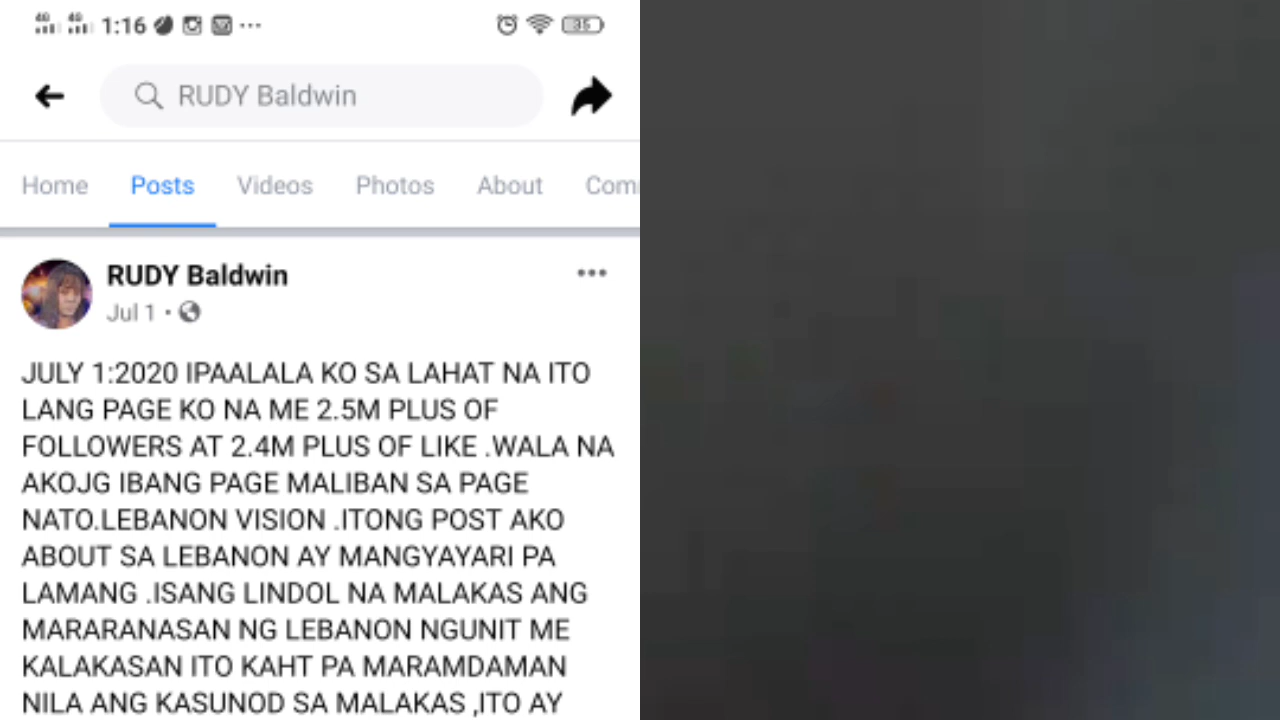 4G 4G 1:16 ... 35
RUDY Baldwin
Home Posts Videos Photos About Com
RUDY Baldwin
Jul 1 •
JULY 1:2020 IPAALALA KO SA LAHAT NA ITO
LANG PAGE KO NA ME 2.5M PLUS OF
FOLLOWERS AT 2.4M PLUS OF LIKE .WALA NA
AKOJG IBANG PAGE MALIBAN SA PAGE
NATO.LEBANON VISION .ITONG POST AKO
ABOUT SA LEBANON AY MANGYAYARI PA
LAMANG .ISANG LINDOL NA MALAKAS ANG
MARARANASAN NG LEBANON NGUNIT ME
KALAKASAN ITO KAHT PA MARAMDAMAN
NILA ANG KASUNOD SA MALAKAS ,ITO AY